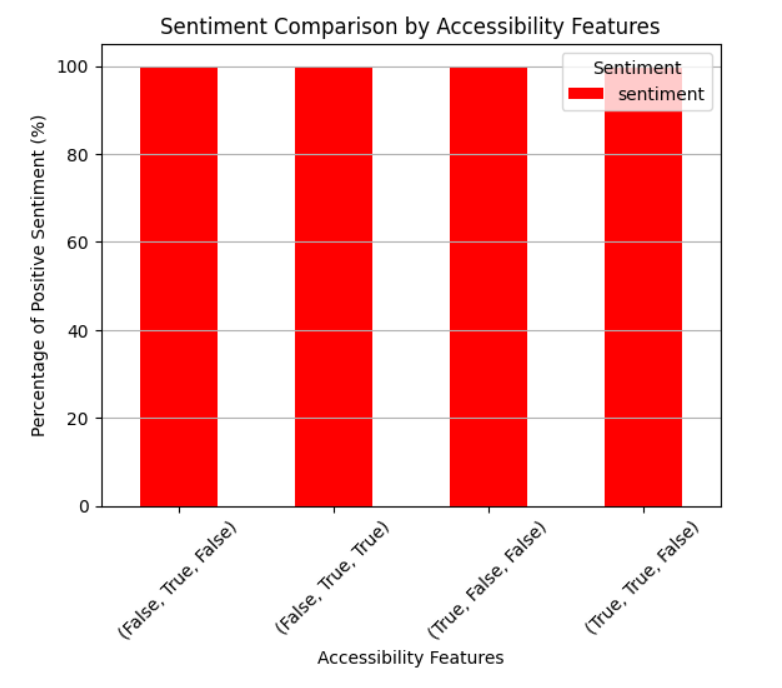 Sentiment Comparison by Accessibility Features
Percentage of Positive Sentiment (%)
100
80
60
40
20
0
Sentiment
sentiment
(False, True, False)
(False, True, True)
(True, False, False)
(True, True, False)
Accessibility Features